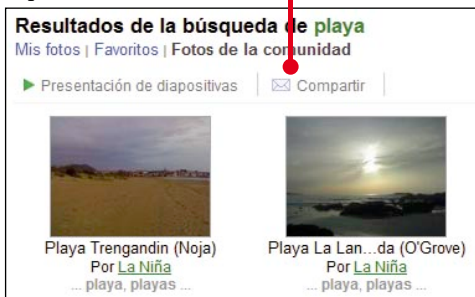 Resultados de la búsqueda de playa
Mis fotos | Favoritos | Fotos de la comunidad
Presentación de diapositivas | Compartir |
Playa Trengandin (Noja)
Por La Niña
... playa, playas ...
Playa La Lan...da (O'Grove)
Por La Niña
... playa, playas ...